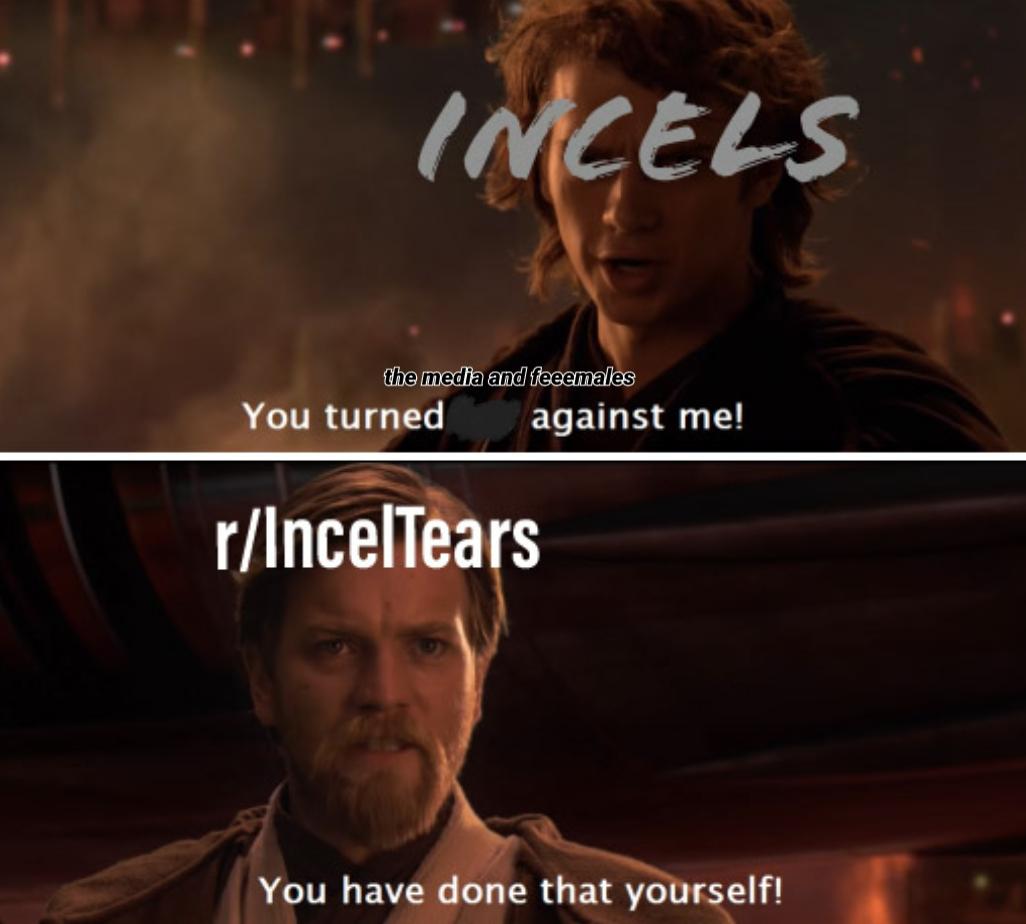 INCELS
the media and feeemales
You turned against me!
r/IncelTears
You have done that yourself!